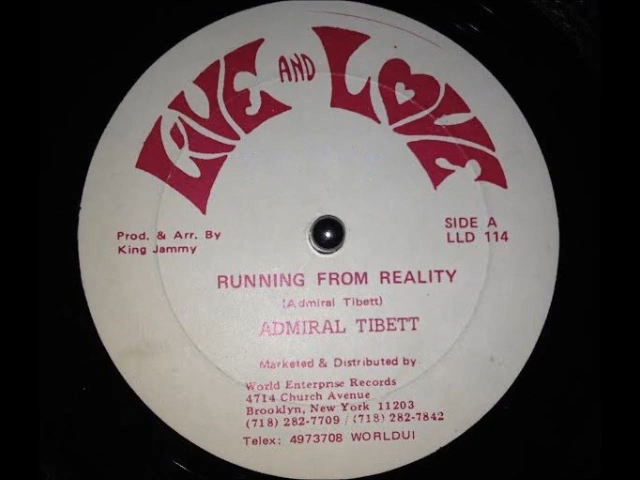 LIVE AND LOVE
Prod. & Arr. By
King Jammy
SIDE A
LLD 114
RUNNING FROM REALITY
(Admiral Tibett)
ADMIRAL TIBETT
Marketed & Distributed by
World Enterprise Records
4714 Church Avenue
Brooklyn, New York 11203
(718) 282-7709 / (718) 282-7842
Telex: 4973708 WORLDUI